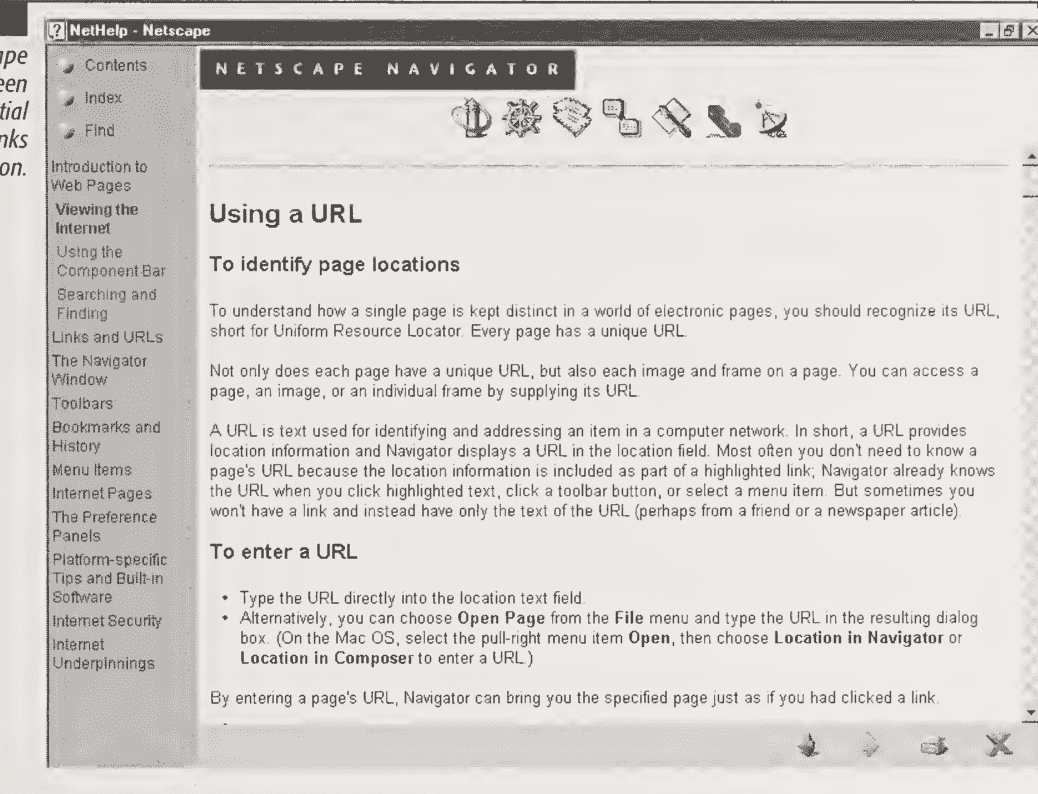 ape
een
tial
nks
on.
? NetHelp - Netscape
Contents
Index
Find
Introduction to
Web Pages
Viewing the
Internet
Using the
Component Bar
Searching and
Finding
Links and URLs
The Navigator
Window
Toolbars
Bookmarks and
History
Menu Items
Internet Pages
The Preference
Panels
Platform-specific
Tips and Built-in
Software
Internet Security
Internet
Underpinnings
NETSCAPE NAVIGATOR
Using a URL
To identify page locations
To understand how a single page is kept distinct in a world of electronic pages, you should recognize its URL,
short for Uniform Resource Locator. Every page has a unique URL.
Not only does each page have a unique URL, but also each image and frame on a page. You can access a
page, an image, or an individual frame by supplying its URL.
A URL is text used for identifying and addressing an item in a computer network. In short, a URL provides
location information and Navigator displays a URL in the location field. Most often you don't need to know a
page's URL because the location information is included as part of a highlighted link; Navigator already knows
the URL when you click highlighted text, click a toolbar button, or select a menu item. But sometimes you
won't have a link and instead have only the text of the URL (perhaps from a friend or a newspaper article).
To enter a URL
• Type the URL directly into the location text field.
• Alternatively, you can choose Open Page from the File menu and type the URL in the resulting dialog
box. (On the Mac OS, select the pull-right menu item Open, then choose Location in Navigator or
Location in Composer to enter a URL.)
By entering a page's URL, Navigator can bring you the specified page just as if you had clicked a link.